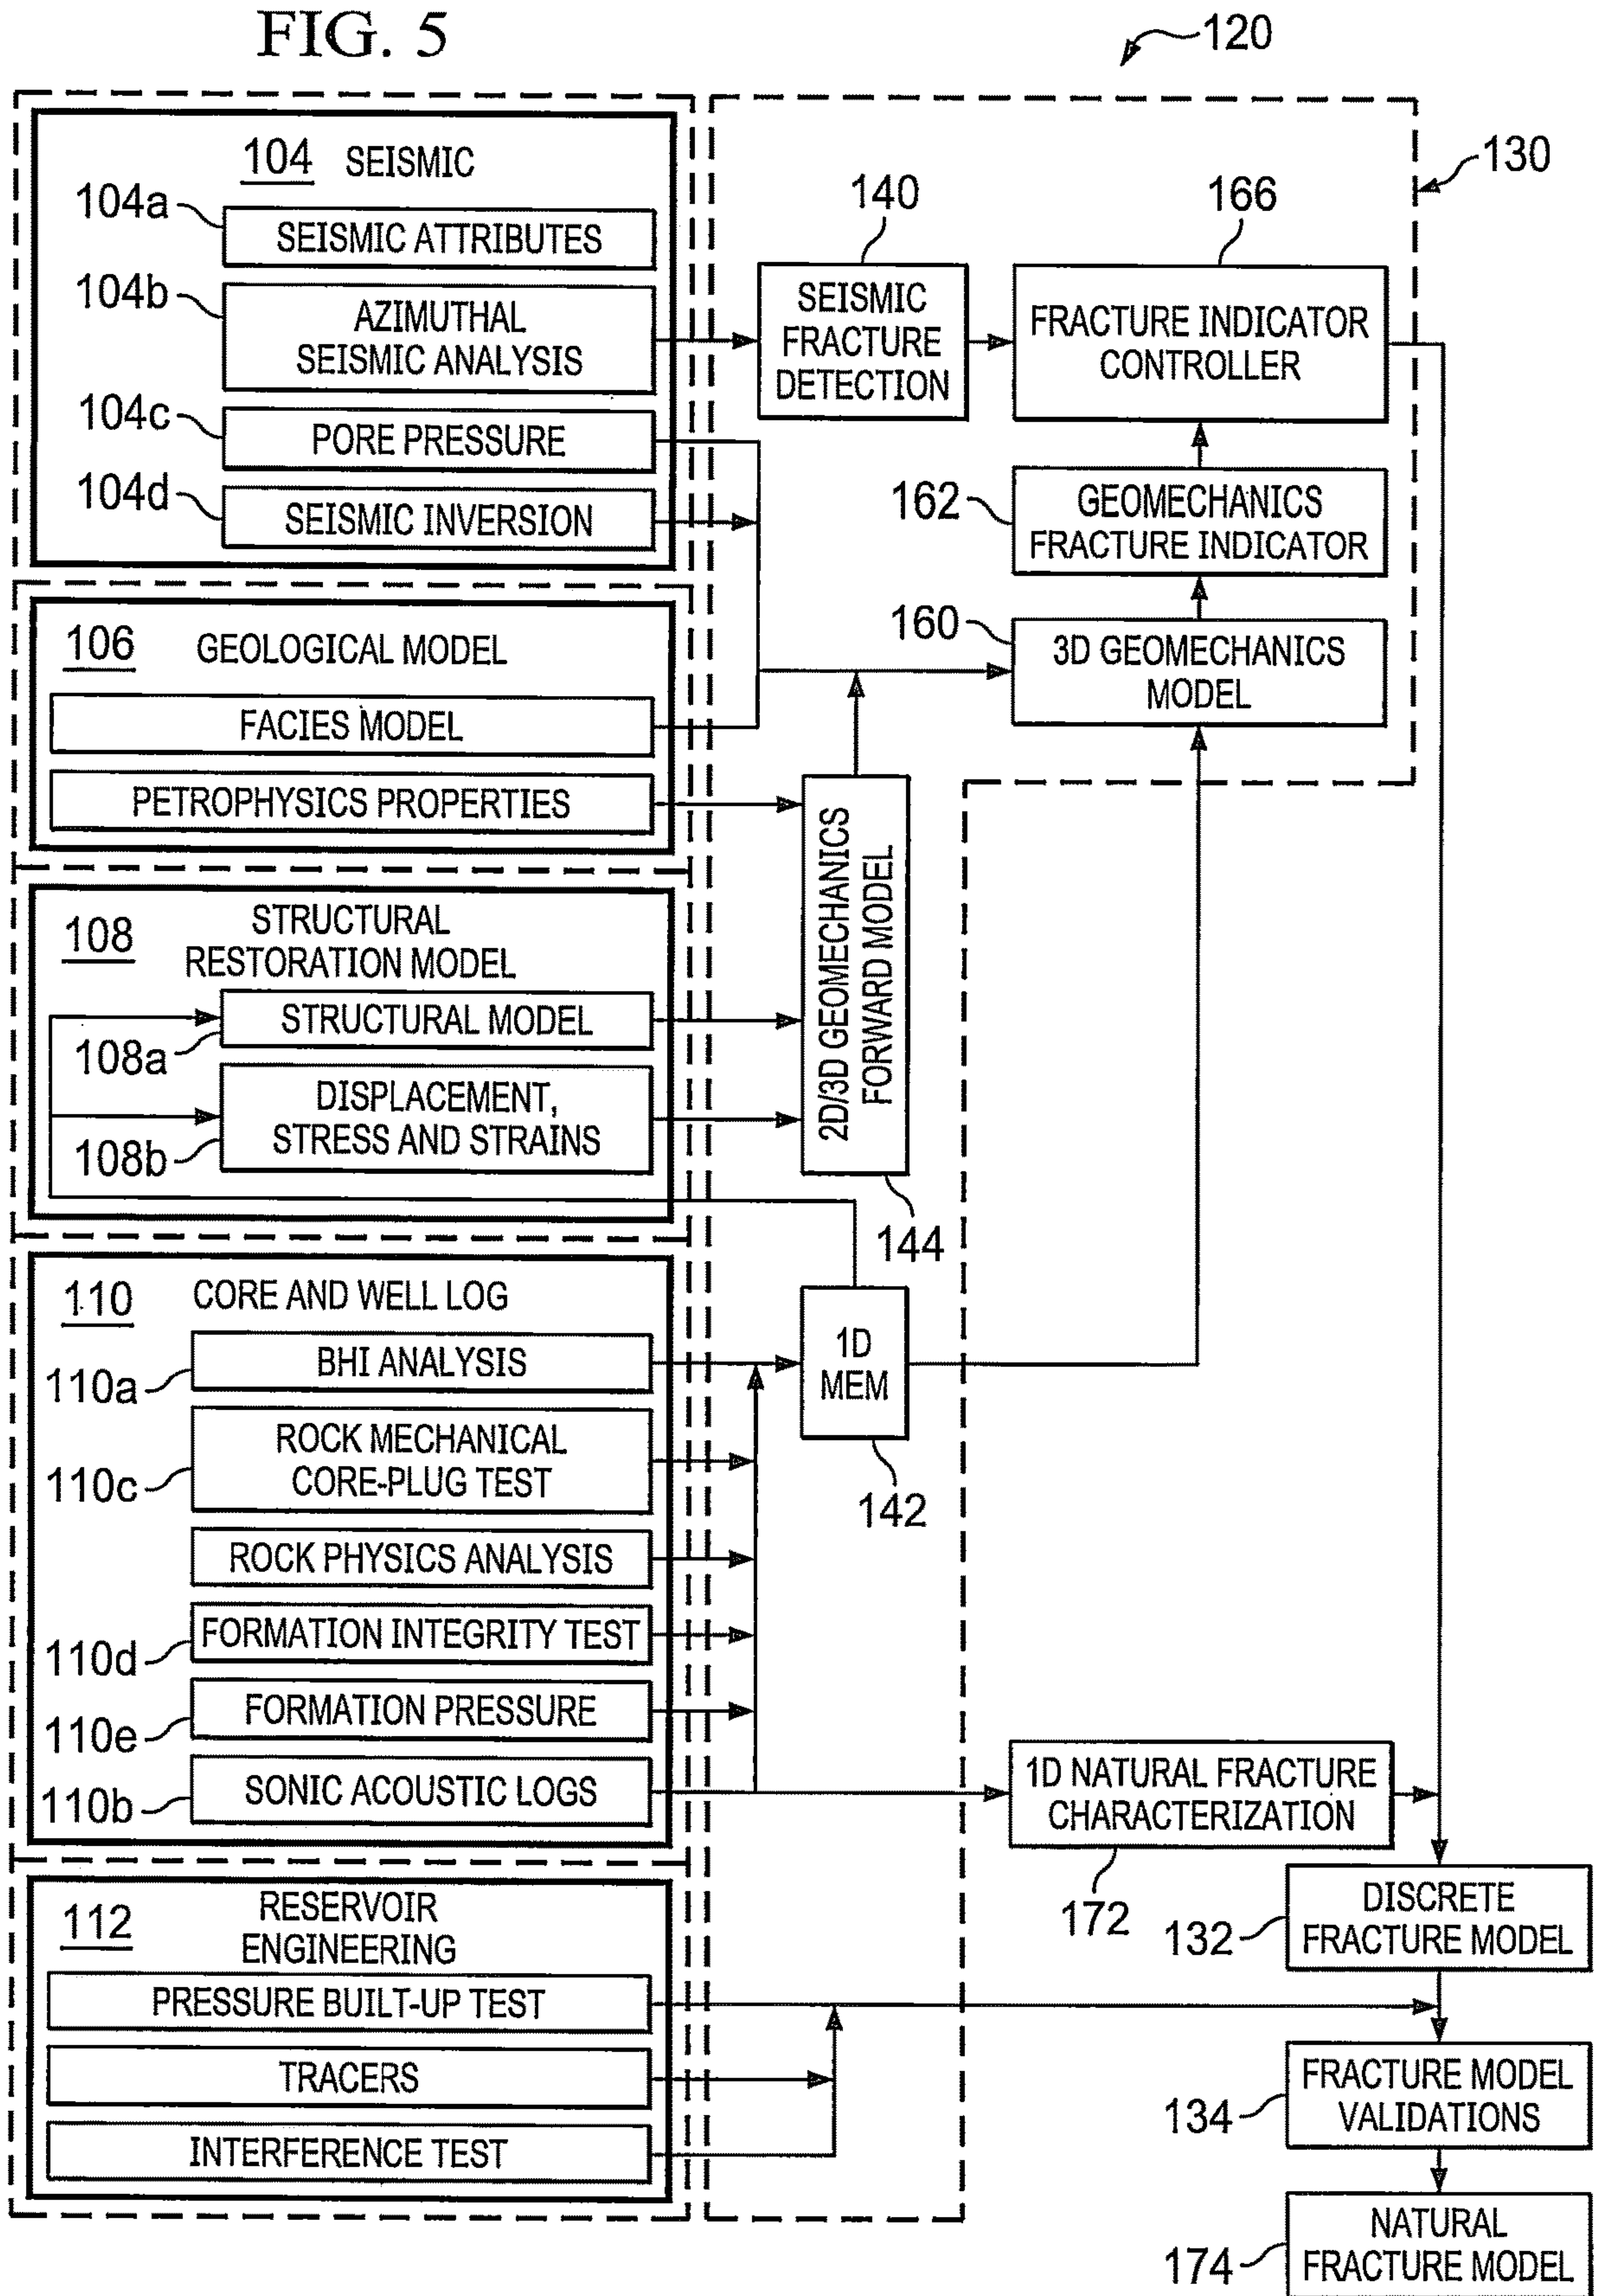 FIG. 5
120
130
104 SEISMIC
104a
SEISMIC ATTRIBUTES
104b
AZIMUTHAL
SEISMIC ANALYSIS
104c
PORE PRESSURE
104d
SEISMIC INVERSION
140
SEISMIC
FRACTURE
DETECTION
166
FRACTURE INDICATOR
CONTROLLER
162
GEOMECHANICS
FRACTURE INDICATOR
160
3D GEOMECHANICS
MODEL
106 GEOLOGICAL MODEL
FACIES MODEL
PETROPHYSICS PROPERTIES
108
STRUCTURAL
RESTORATION MODEL
STRUCTURAL MODEL
108a
DISPLACEMENT,
STRESS AND STRAINS
108b
2D/3D GEOMECHANICS
FORWARD MODEL
144
110 CORE AND WELL LOG
BHI ANALYSIS
110a
ROCK MECHANICAL
CORE-PLUG TEST
110c
ROCK PHYSICS ANALYSIS
FORMATION INTEGRITY TEST
110d
FORMATION PRESSURE
110e
SONIC ACOUSTIC LOGS
110b
1D
MEM
142
1D NATURAL FRACTURE
CHARACTERIZATION
172
112
RESERVOIR
ENGINEERING
PRESSURE BUILT-UP TEST
TRACERS
INTERFERENCE TEST
DISCRETE
FRACTURE MODEL
132
FRACTURE MODEL
VALIDATIONS
134
NATURAL
FRACTURE MODEL
174